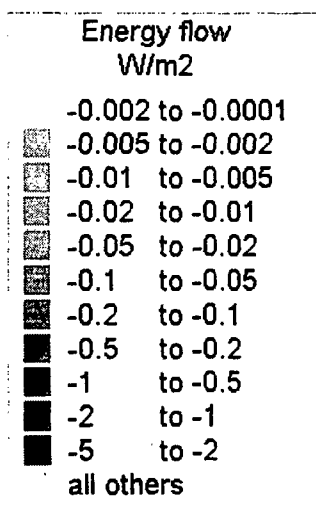 Energy flow
W/m2
-0.002 to -0.0001
-0.005 to -0.002
-0.01 to -0.005
-0.02 to -0.01
-0.05 to -0.02
-0.1 to -0.05
-0.2 to -0.1
-0.5 to -0.2
-1 to -0.5
-2 to -1
-5 to -2
all others